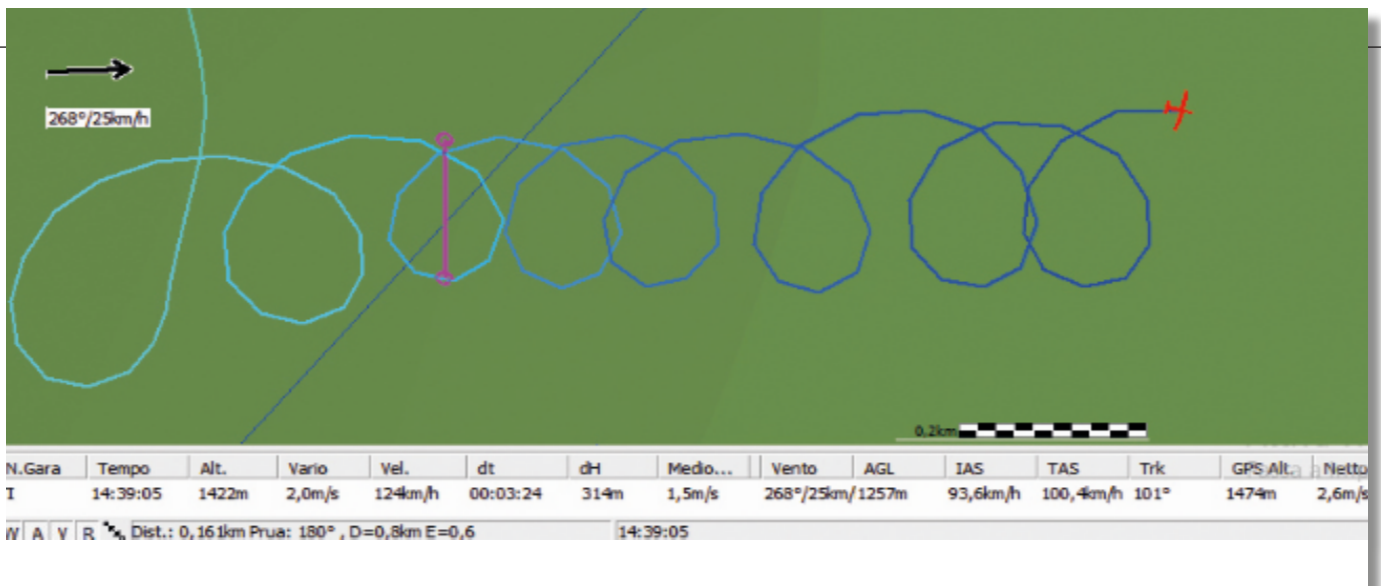 268°/25km/h
0,2km
N.Gara Tempo Alt. Vario Vel. dt dH Medio... Vento AGL IAS TAS Trk GPS Alt. Netto
I 14:39:05 1422m 2,0m/s 124km/h 00:03:24 314m 1,5m/s 268°/25km/ 1257m 93,6km/h 100,4km/h 101° 1474m 2,6m/s
W A Y R Dist.: 0,161km Prua: 180° , D=0,8km E=0,6 14:39:05